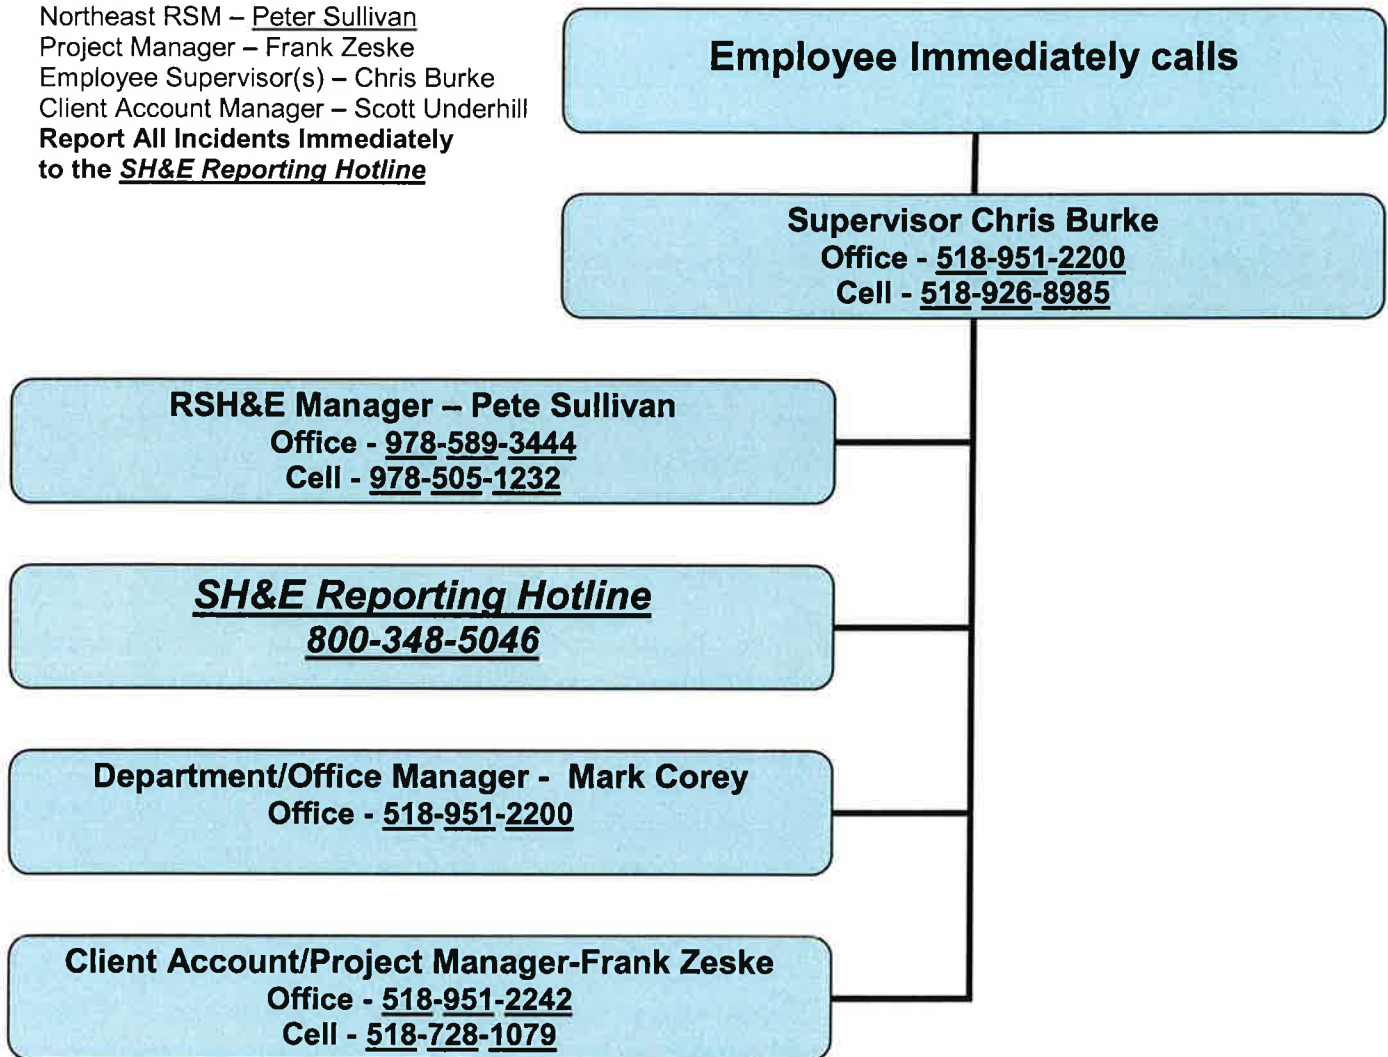 Northeast RSM – Peter Sullivan
Project Manager – Frank Zeske
Employee Supervisor(s) – Chris Burke
Client Account Manager – Scott Underhill
Report All Incidents Immediately
to the SH&E Reporting Hotline
Employee Immediately calls
Supervisor Chris Burke
Office - 518-951-2200
Cell - 518-926-8985
RSH&E Manager – Pete Sullivan
Office - 978-589-3444
Cell - 978-505-1232
SH&E Reporting Hotline
800-348-5046
Department/Office Manager -  Mark Corey
Office - 518-951-2200
Client Account/Project Manager-Frank Zeske
Office - 518-951-2242
Cell - 518-728-1079